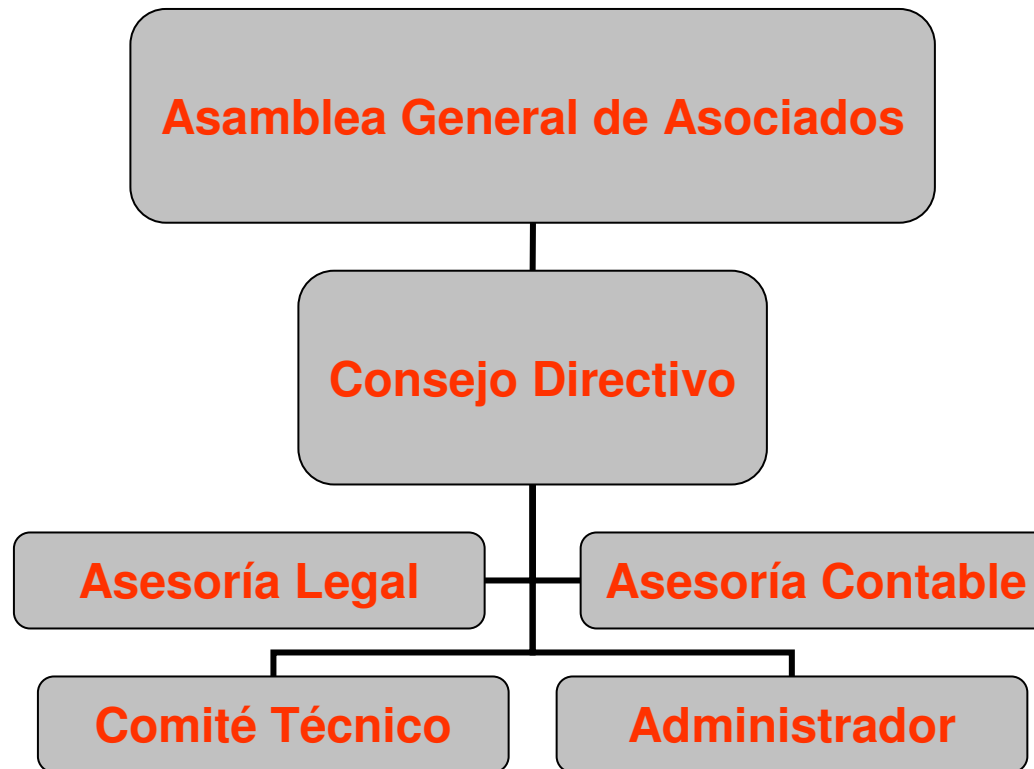 Asamblea General de Asociados
Consejo Directivo
Asesoría Legal
Asesoría Contable
Comité Técnico
Administrador